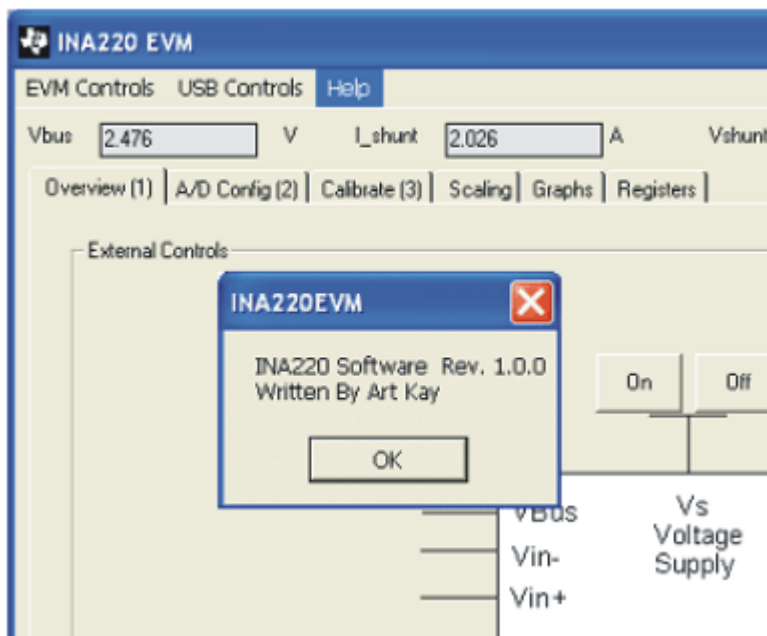 INA220 EVM
EVM Controls USB Controls Help
Vbus 2.476 V I_shunt 2.026 A Vshunt
Overview (1) A/D Config (2) Calibrate (3) Scaling Graphs Registers
External Controls
INA220EVM
INA220 Software Rev. 1.0.0
Written By Art Kay
OK
On Off
VBus
Vin-
Vin+
Vs
Voltage
Supply